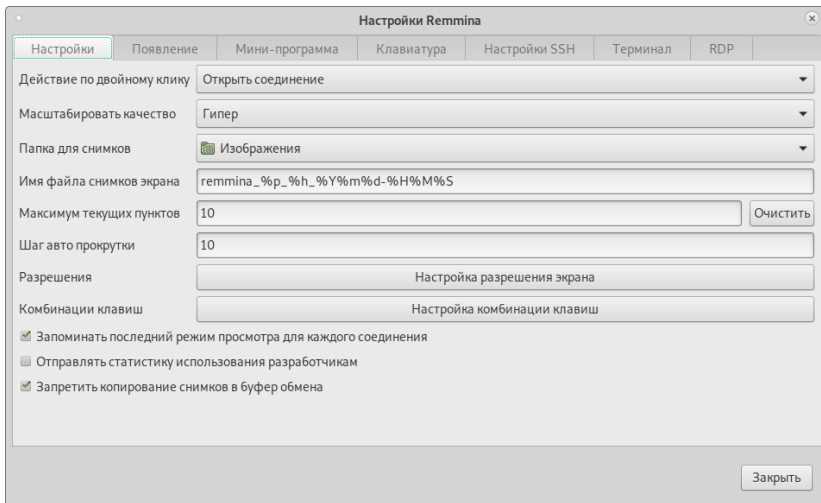 Настройки Remmina
Настройки Появление Мини-программа Клавиатура Настройки SSH Терминал RDP
Действие по двойному клику Открыть соединение
Масштабировать качество Гипер
Папка для снимков Изображения
Имя файла снимков экрана remmina_%p_%h_%Y%m%d-%H%M%S
Максимум текущих пунктов 10 Очистить
Шаг авто прокрутки 10
Разрешения Настройка разрешения экрана
Комбинации клавиш Настройка комбинации клавиш
Запоминать последний режим просмотра для каждого соединения
Отправлять статистику использования разработчикам
Запретить копирование снимков в буфер обмена
Закрыть